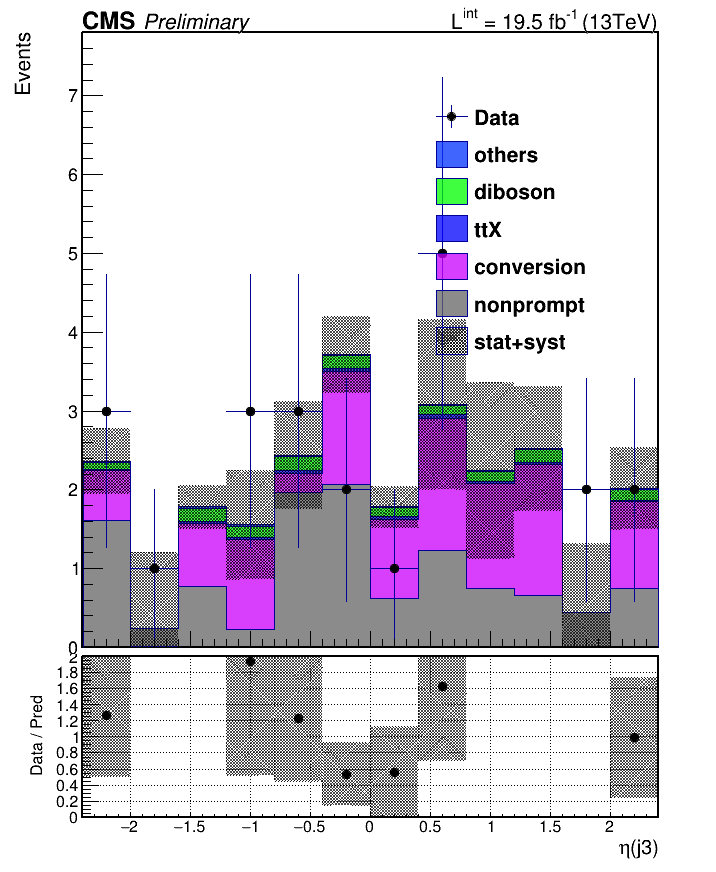 CMS Preliminary L^int = 19.5 fb^-1 (13TeV)
Events
7
6
5
4
3
2
1
0
Data
others
diboson
ttX
conversion
nonprompt
stat+syst
Data / Pred
2
1.8
1.6
1.4
1.2
1
0.8
0.6
0.4
0.2
0
−2 −1.5 −1 −0.5 0 0.5 1 1.5 2
η(j3)